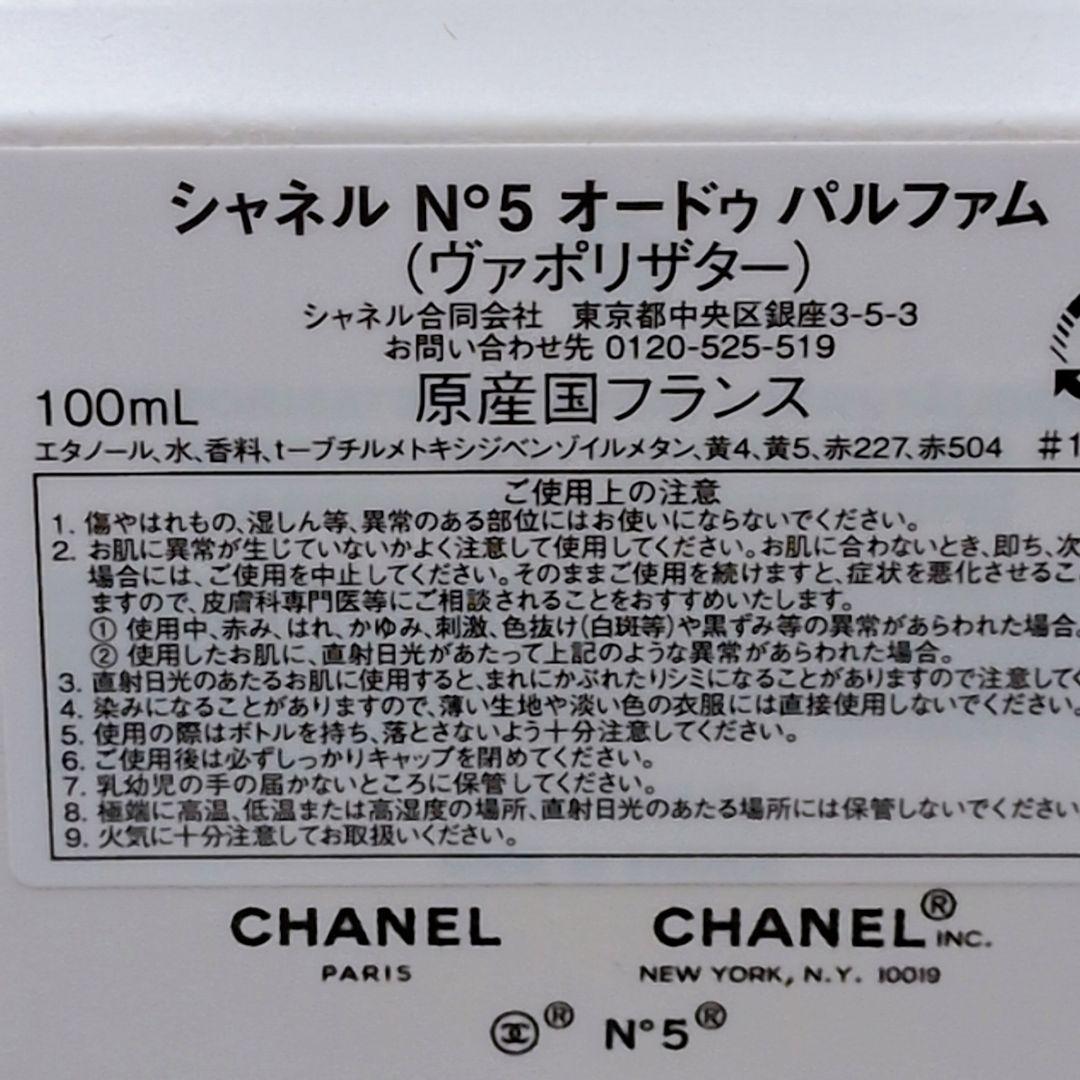 シャネル N°5 オードゥ パルファム
(ヴァポリザター)
シャネル合同会社 東京都中央区銀座3-5-3
お問い合わせ先 0120-525-519
100mL 原産国フランス
エタノール、水、香料、t-ブチルメトキシジベンゾイルメタン、黄4、黄5、赤227、赤504 #1
ご使用上の注意
1. 傷やはれもの、湿しん等、異常のある部位にはお使いにならないでください。
2. お肌に異常が生じていないかよく注意して使用してください。お肌に合わないとき、即ち、次
場合には、ご使用を中止してください。そのままご使用を続けますと、症状を悪化させるこ
ますので、皮膚科専門医等にご相談されることをおすすめいたします。
① 使用中、赤み、はれ、かゆみ、刺激、色抜け(白斑等)や黒ずみ等の異常があらわれた場合。
② 使用したお肌に、直射日光があたって上記のような異常があらわれた場合。
3. 直射日光のあたるお肌に使用すると、まれにかぶれたりシミになることがありますので注意して
4. 染みになることがありますので、薄い生地や淡い色の衣服には直接使用しないでください。
5. 使用の際はボトルを持ち、落とさないよう十分注意してください。
6. ご使用後は必ずしっかりキャップを閉めてください。
7. 乳幼児の手の届かないところに保管してください。
8. 極端に高温、低温または高湿度の場所、直射日光のあたる場所には保管しないでください
9. 火気に十分注意してお取扱いください。
CHANEL CHANEL® INC.
PARIS NEW YORK, N.Y. 10019
® N°5®